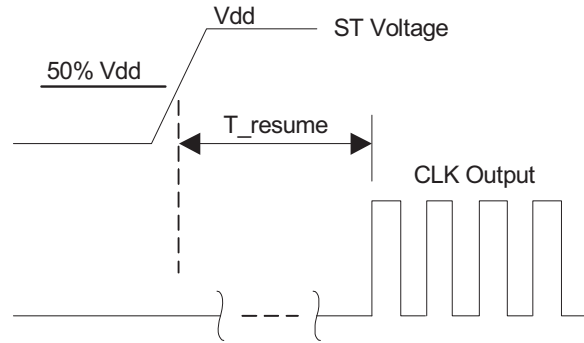 Vdd
ST Voltage
50% Vdd
T_resume
CLK Output